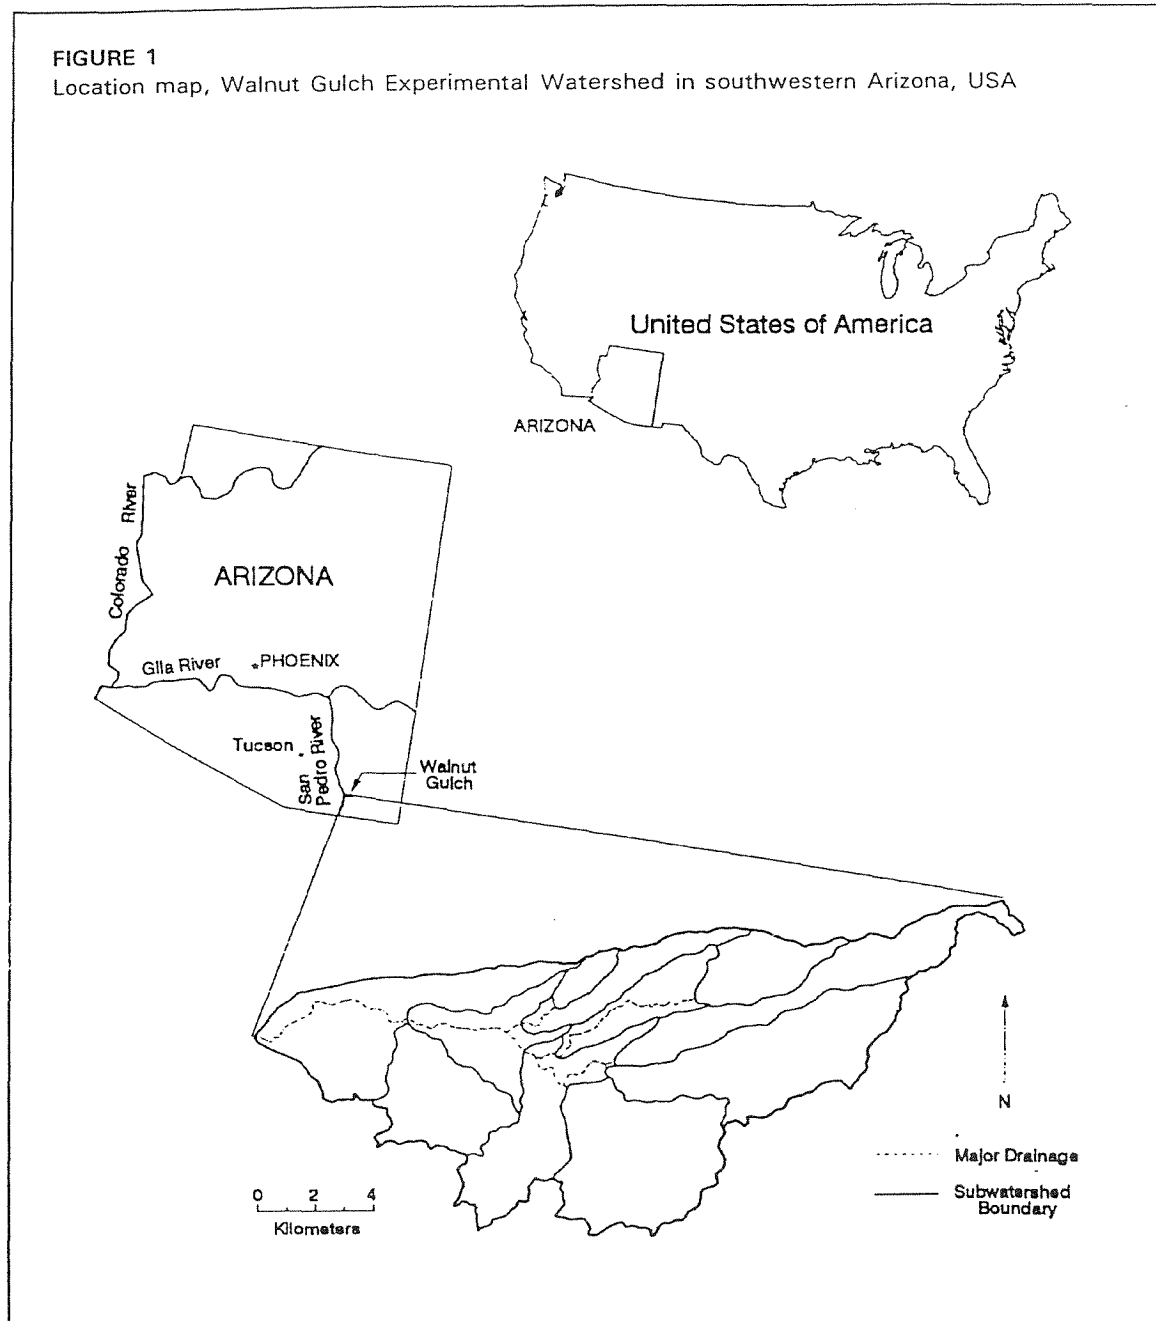 FIGURE 1
Location map, Walnut Gulch Experimental Watershed in southwestern Arizona, USA
United States of America
ARIZONA
Colorado River
ARIZONA
Gila River
*PHOENIX
Tucson
San
Pedro River
Walnut
Gulch
N
Major Drainage
Subwatershed
Boundary
0 2 4
Kilometers